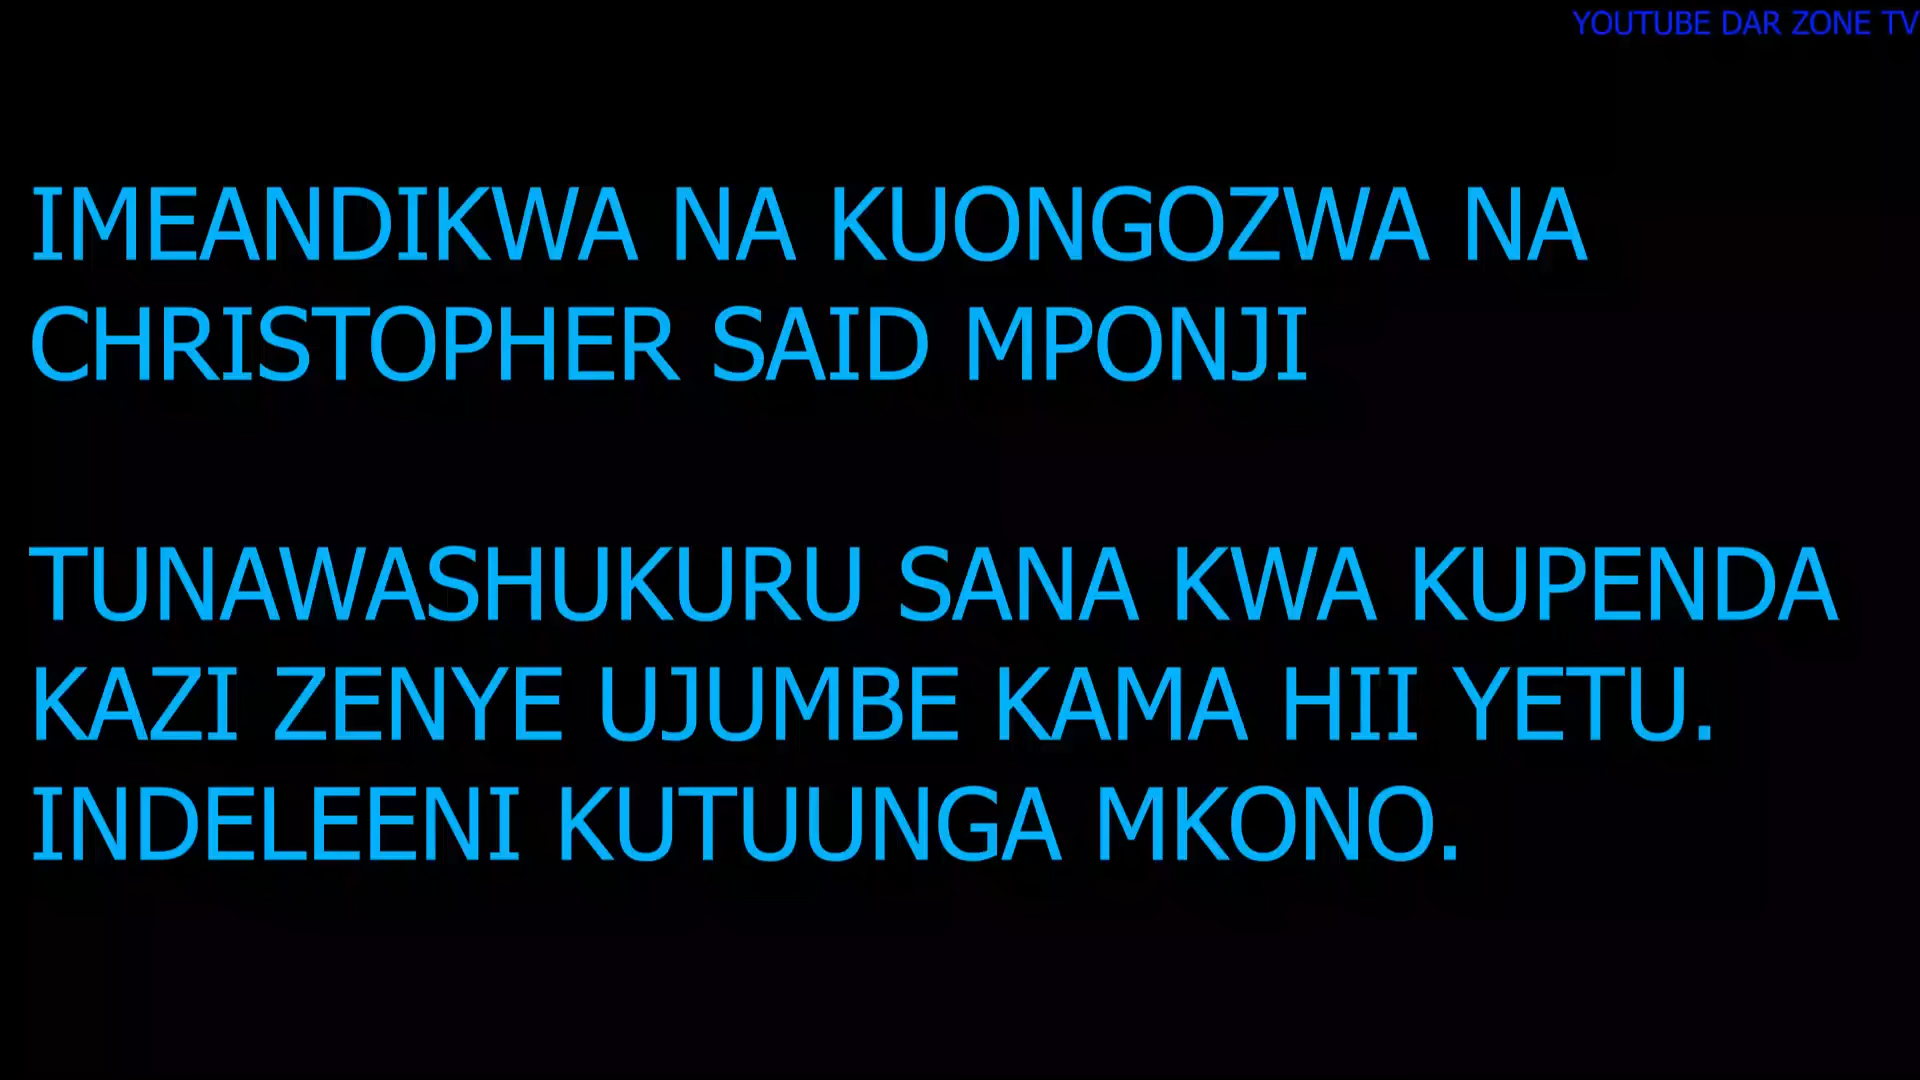 YOUTUBE DAR ZONE TV
IMEANDIKWA NA KUONGOZWA NA
CHRISTOPHER SAID MPONJI
TUNAWASHUKURU SANA KWA KUPENDA
KAZI ZENYE UJUMBE KAMA HII YETU.
INDELEENI KUTUUNGA MKONO.